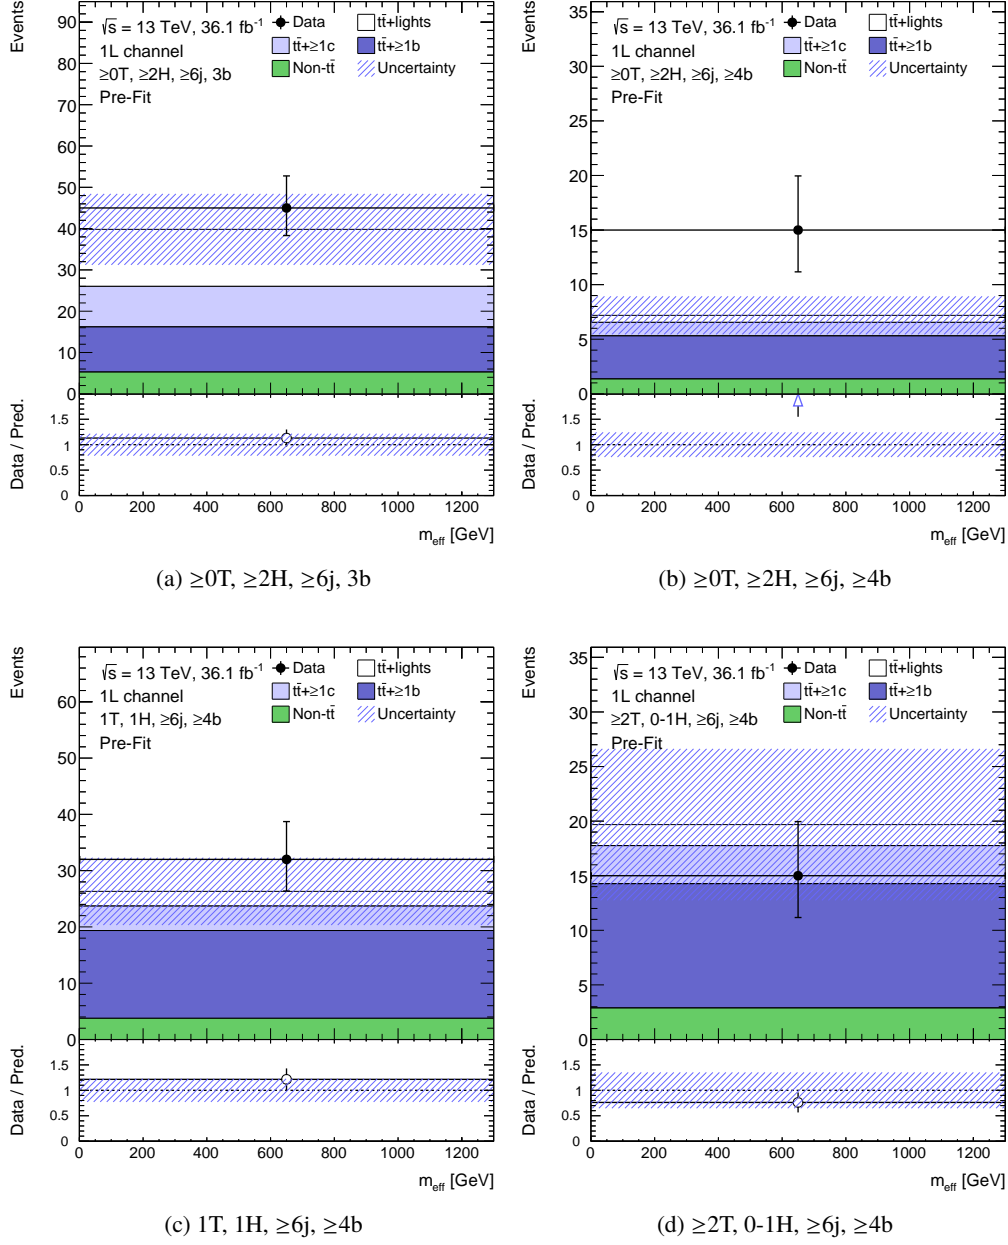 Events
√s = 13 TeV, 36.1 fb⁻¹
1L channel
≥0T, ≥2H, ≥6j, 3b
Pre-Fit
Data
tt̄+lights
tt̄+≥1c
tt̄+≥1b
Non-tt̄
Uncertainty
90
80
70
60
50
40
30
20
10
0
Data / Pred.
1.5
1
0.5
0
0 200 400 600 800 1000 1200
m_eff [GeV]
(a) ≥0T, ≥2H, ≥6j, 3b
Events
√s = 13 TeV, 36.1 fb⁻¹
1L channel
≥0T, ≥2H, ≥6j, ≥4b
Pre-Fit
Data
tt̄+lights
tt̄+≥1c
tt̄+≥1b
Non-tt̄
Uncertainty
35
30
25
20
15
10
5
0
Data / Pred.
1.5
1
0.5
0
0 200 400 600 800 1000 1200
m_eff [GeV]
(b) ≥0T, ≥2H, ≥6j, ≥4b
Events
√s = 13 TeV, 36.1 fb⁻¹
1L channel
1T, 1H, ≥6j, ≥4b
Pre-Fit
Data
tt̄+lights
tt̄+≥1c
tt̄+≥1b
Non-tt̄
Uncertainty
60
50
40
30
20
10
0
Data / Pred.
1.5
1
0.5
0
0 200 400 600 800 1000 1200
m_eff [GeV]
(c) 1T, 1H, ≥6j, ≥4b
Events
√s = 13 TeV, 36.1 fb⁻¹
1L channel
≥2T, 0-1H, ≥6j, ≥4b
Pre-Fit
Data
tt̄+lights
tt̄+≥1c
tt̄+≥1b
Non-tt̄
Uncertainty
35
30
25
20
15
10
5
0
Data / Pred.
1.5
1
0.5
0
0 200 400 600 800 1000 1200
m_eff [GeV]
(d) ≥2T, 0-1H, ≥6j, ≥4b